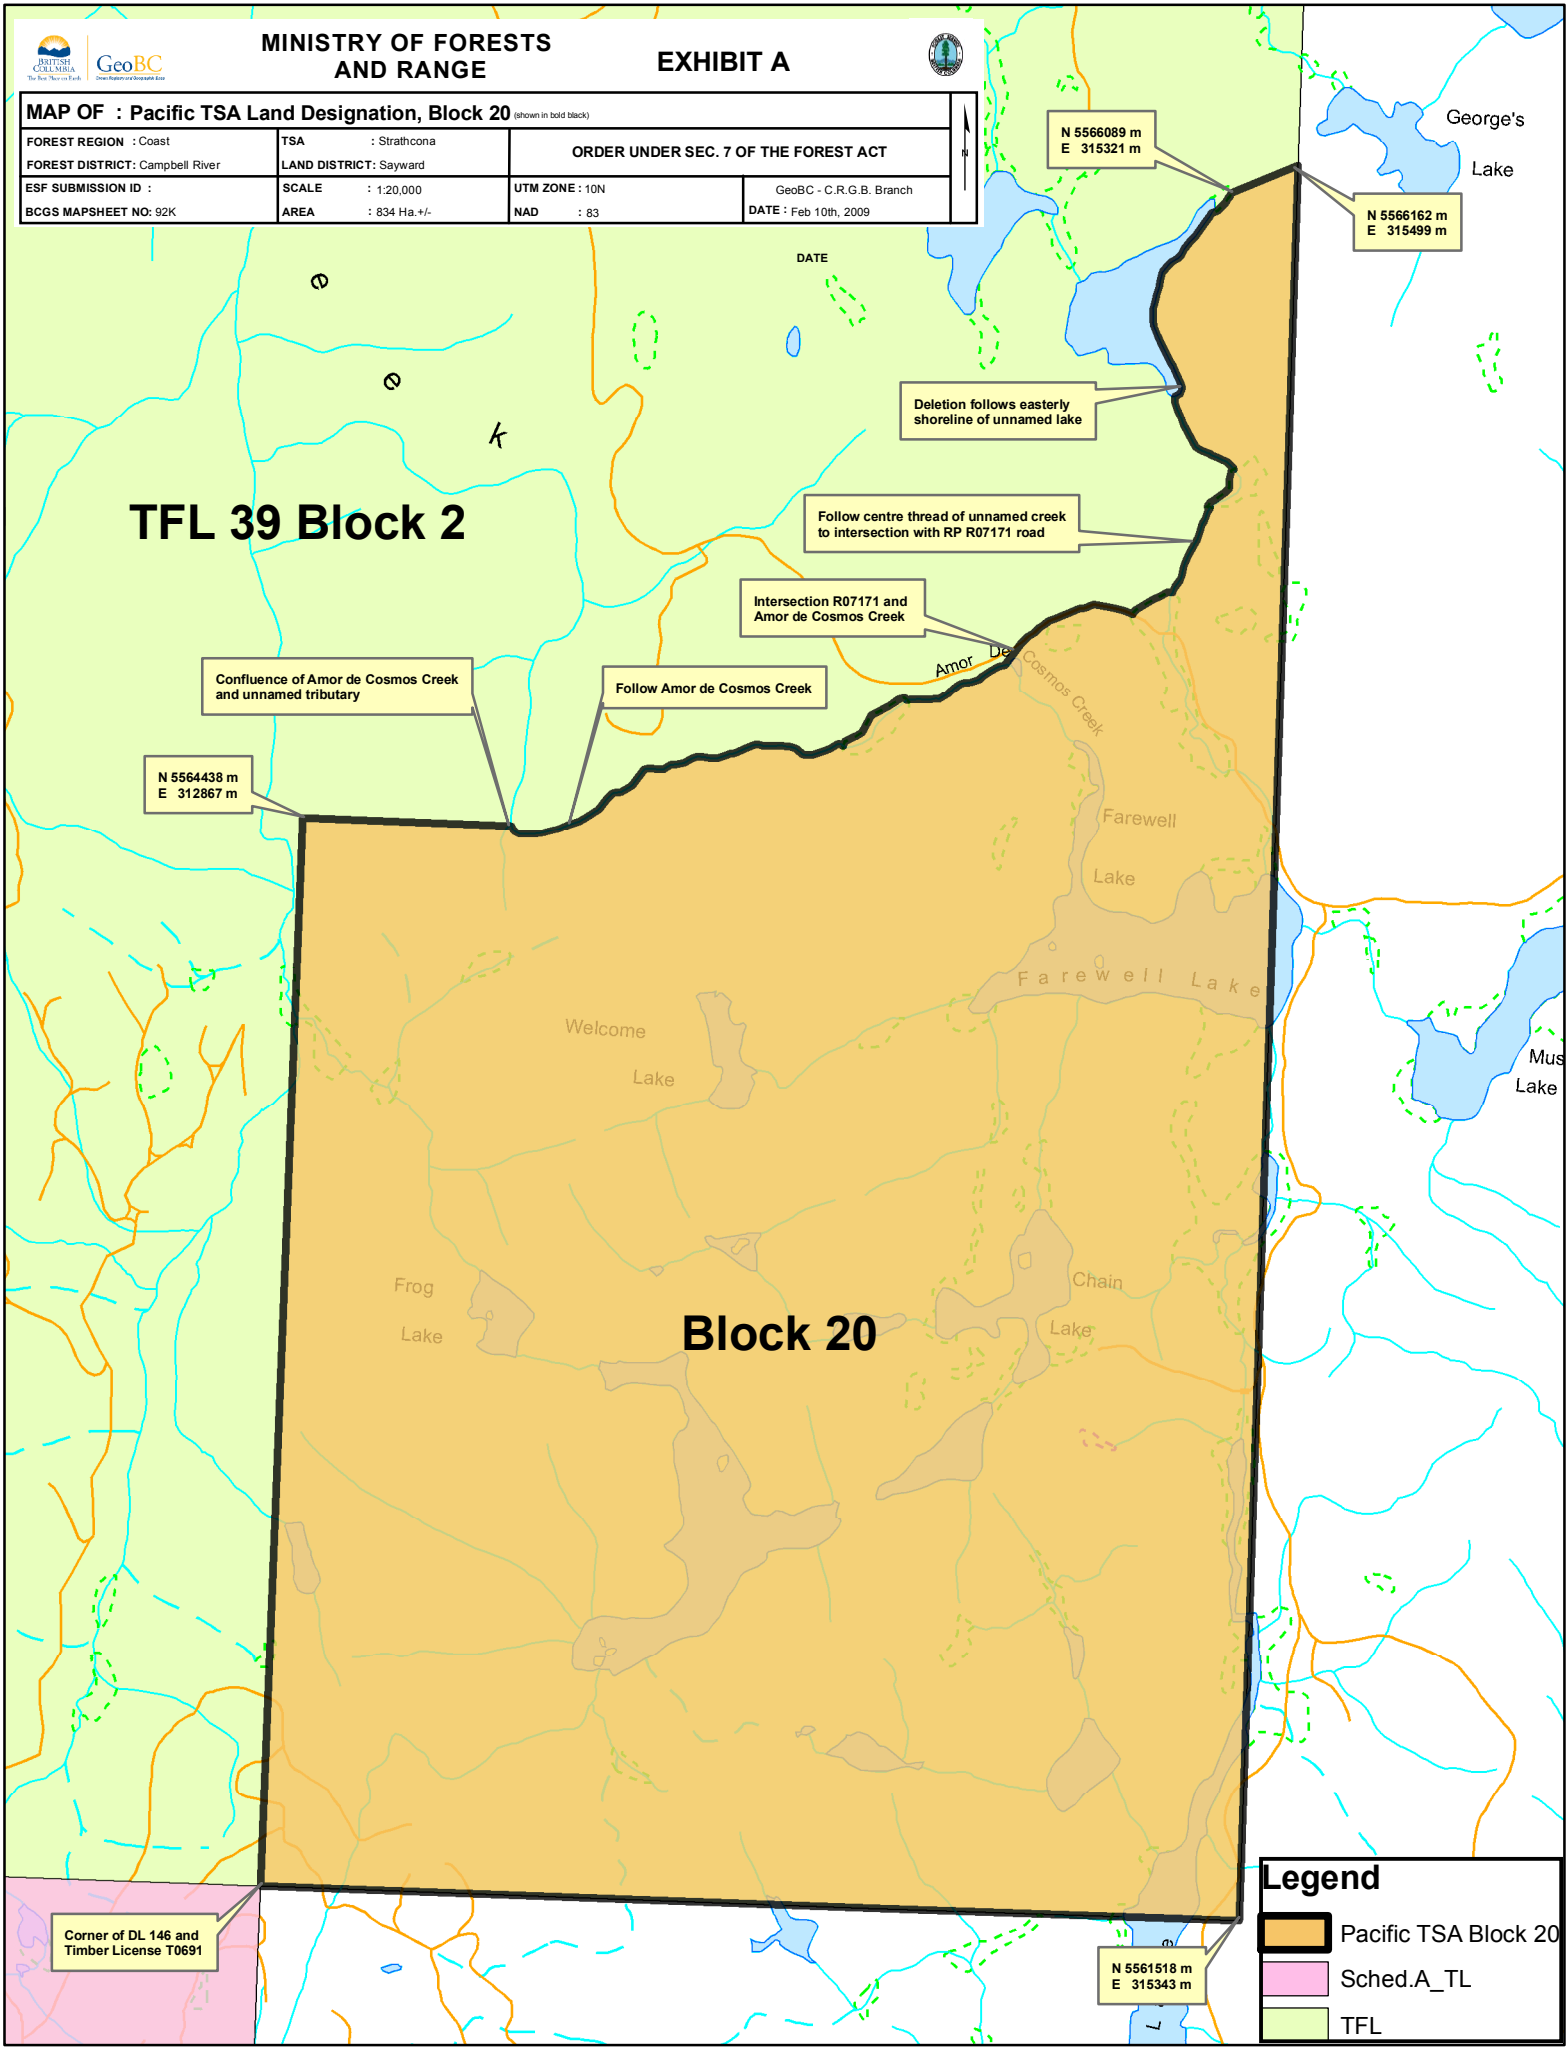 BRITISH
COLUMBIA
The Best Place on Earth
GeoBC
MINISTRY OF FORESTS
AND RANGE
EXHIBIT A
MAP OF : Pacific TSA Land Designation, Block 20 (shown in bold black)
FOREST REGION : Coast
FOREST DISTRICT: Campbell River
TSA : Strathcona
LAND DISTRICT: Sayward
ORDER UNDER SEC. 7 OF THE FOREST ACT
ESF SUBMISSION ID :
BCGS MAPSHEET NO: 92K
SCALE : 1:20,000
AREA : 834 Ha.+/-
UTM ZONE : 10N
NAD : 83
GeoBC - C.R.G.B. Branch
DATE : Feb 10th, 2009
N
N 5566089 m
E 315321 m
George's
Lake
N 5566162 m
E 315499 m
DATE
e
e
k
Deletion follows easterly
shoreline of unnamed lake
TFL 39 Block 2
Follow centre thread of unnamed creek
to intersection with RP R07171 road
Intersection R07171 and
Amor de Cosmos Creek
Amor De Cosmos Creek
Confluence of Amor de Cosmos Creek
and unnamed tributary
Follow Amor de Cosmos Creek
N 5564438 m
E 312867 m
Farewell
Lake
Farewell Lake
Welcome
Lake
Mus
Lake
Frog
Lake
Chain
Lake
Block 20
Corner of DL 146 and
Timber License T0691
N 5561518 m
E 315343 m
L
e
Legend
Pacific TSA Block 20
Sched.A_TL
TFL